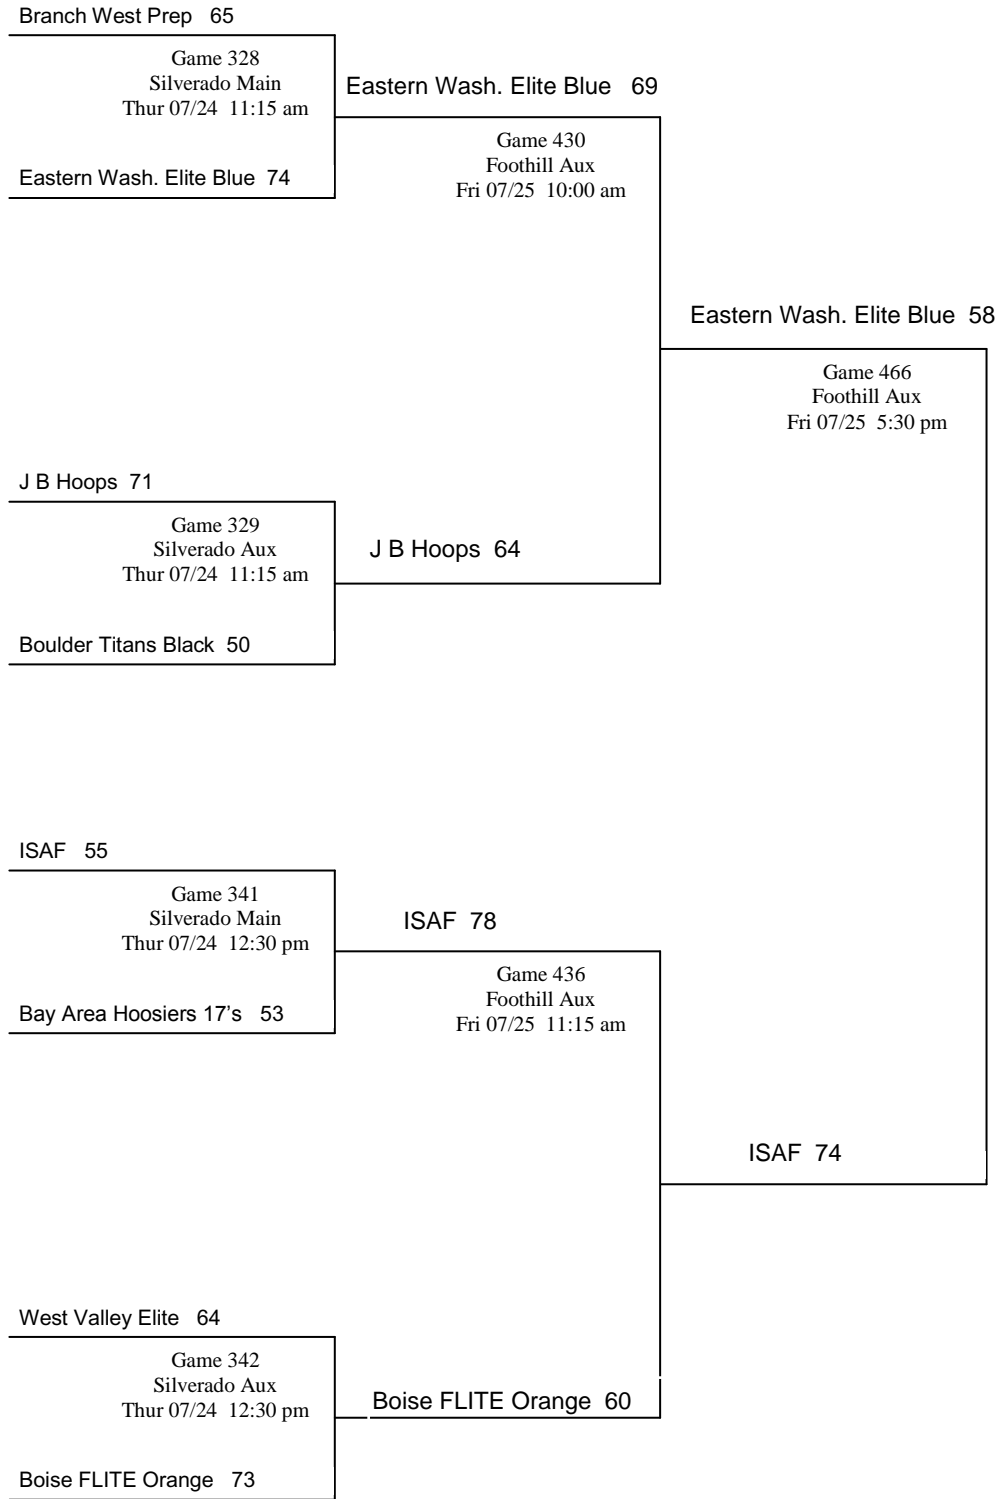 Branch West Prep 65
Game 328
Silverado Main
Thur 07/24 11:15 am
Eastern Wash. Elite Blue 74
Eastern Wash. Elite Blue 69
Game 430
Foothill Aux
Fri 07/25 10:00 am
Eastern Wash. Elite Blue 58
Game 466
Foothill Aux
Fri 07/25 5:30 pm
J B Hoops 71
Game 329
Silverado Aux
Thur 07/24 11:15 am
Boulder Titans Black 50
J B Hoops 64
ISAF 55
Game 341
Silverado Main
Thur 07/24 12:30 pm
Bay Area Hoosiers 17’s 53
ISAF 78
Game 436
Foothill Aux
Fri 07/25 11:15 am
ISAF 74
West Valley Elite 64
Game 342
Silverado Aux
Thur 07/24 12:30 pm
Boise FLITE Orange 73
Boise FLITE Orange 60